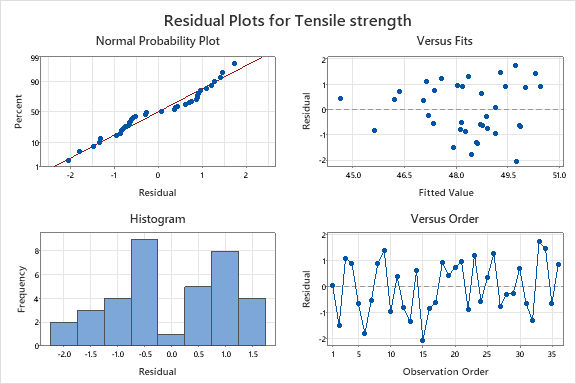 Residual Plots for Tensile strength
Normal Probability Plot
Percent
99
90
50
10
1
-2 -1 0 1 2
Residual
Versus Fits
Residual
2
1
0
-1
-2
45.0 46.5 48.0 49.5 51.0
Fitted Value
Histogram
Frequency
8
6
4
2
0
-2.0 -1.5 -1.0 -0.5 0.0 0.5 1.0 1.5
Residual
Versus Order
Residual
2
1
0
-1
-2
1 5 10 15 20 25 30 35
Observation Order